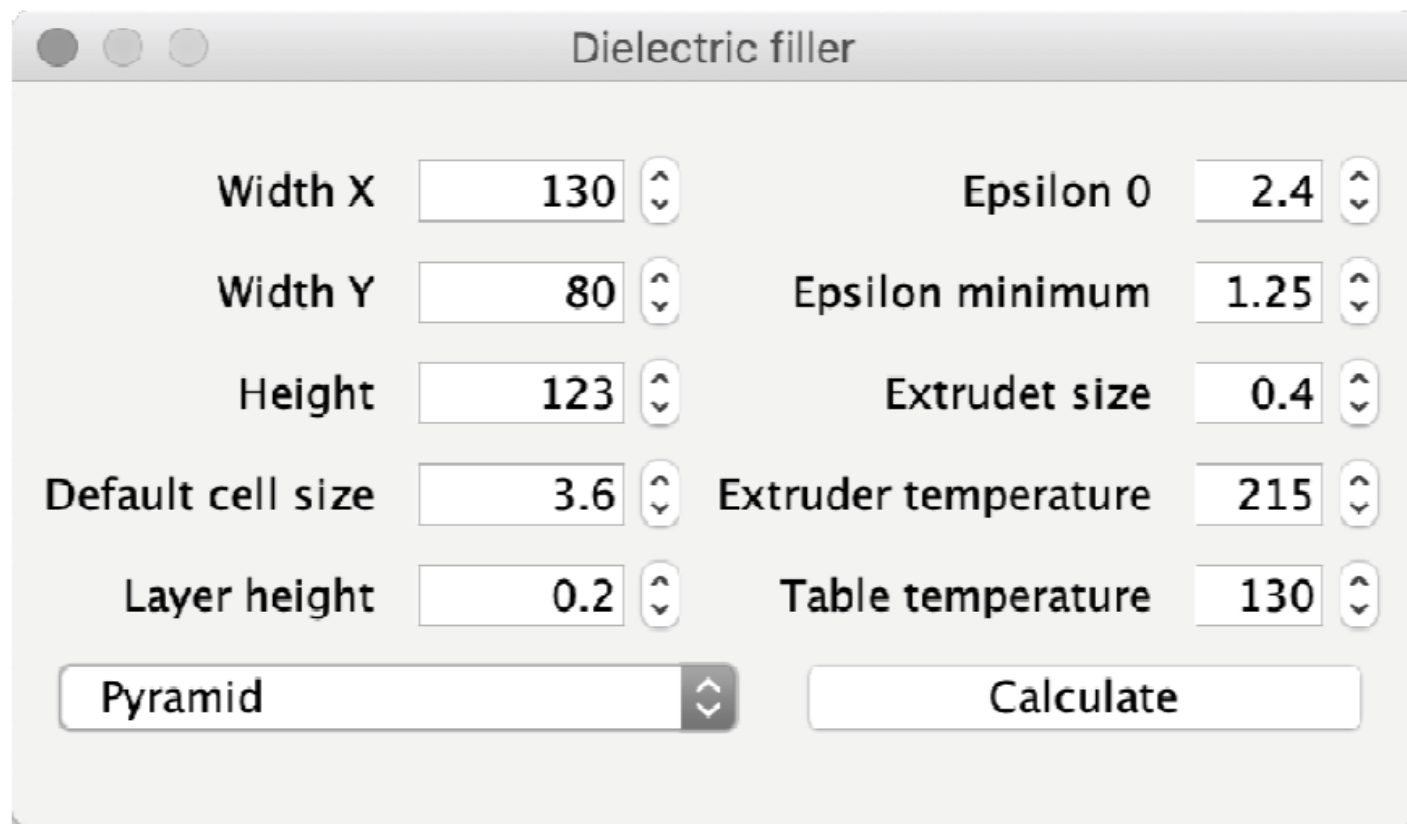 Dielectric filler
Width X 130 Epsilon 0 2.4
Width Y 80 Epsilon minimum 1.25
Height 123 Extrudet size 0.4
Default cell size 3.6 Extruder temperature 215
Layer height 0.2 Table temperature 130
Pyramid Calculate